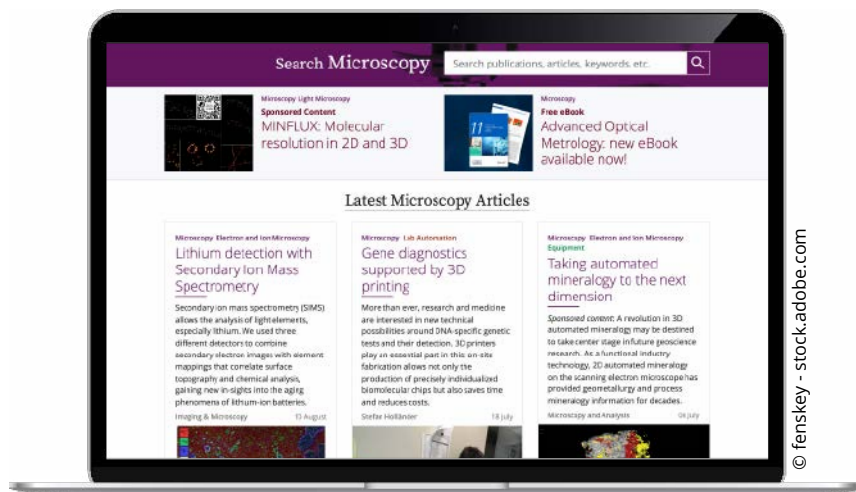 Search Microscopy
Search publications, articles, keywords, etc.
Microscopy Light Microscopy
Sponsored Content
MINFLUX: Molecular
resolution in 2D and 3D
11
Microscopy
Free eBook
Advanced Optical
Metrology: new eBook
available now!
Latest Microscopy Articles
Microscopy Electron and Ion Microscopy
Lithium detection with
Secondary Ion Mass
Spectrometry
Secondary ion mass spectrometry (SIMS)
allows the analysis of light elements,
especially lithium. We used three
different detectors to combine
secondary electron images with element
mappings that correlate surface
topography and chemical analysis,
gaining new in-sights into the aging
phenomena of lithium-ion batteries.
Imaging & Microscopy 13 August
Microscopy Lab Automation
Gene diagnostics
supported by 3D
printing
More than ever, research and medicine
are interested in new technical
possibilities around DNA-specific genetic
tests and their detection. 3D printers
play an essential part in this: on-site
fabrication allows not only the
production of precisely individualized
biomolecular chips but also saves time
and reduces costs.
Stefan Holländer 18 July
Microscopy Electron and Ion Microscopy
Equipment
Taking automated
mineralogy to the next
dimension
Sponsored content: A revolution in 3D
automated mineralogy may be destined
to take center stage in future geoscience
research. As a functional industry
technology, 2D automated mineralogy
on the scanning electron microscope has
provided geometallurgy and process
mineralogy information for decades.
Microscopy and Analysis 06 July
© fenskey - stock.adobe.com